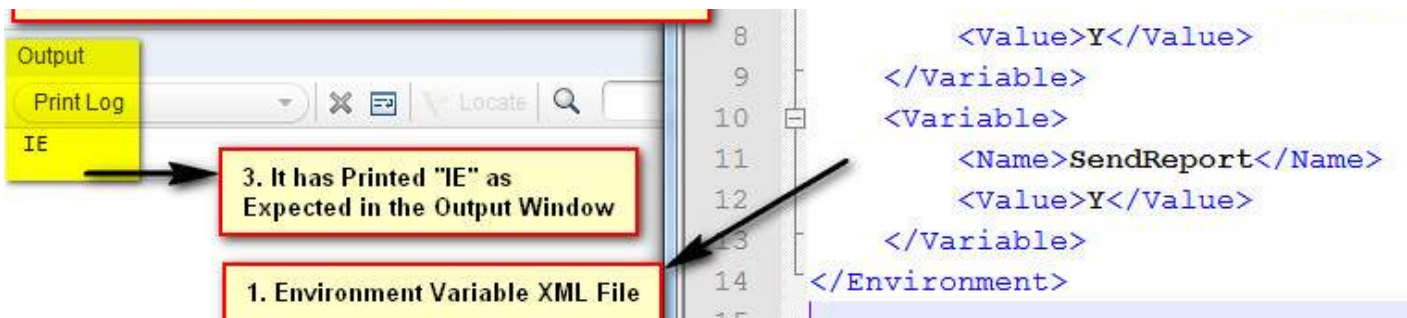 Output
Print Log
Locate
IE
3. It has Printed "IE" as
Expected in the Output Window
1. Environment Variable XML File
8 <Value>Y</Value>
9 </Variable>
10 <Variable>
11 <Name>SendReport</Name>
12 <Value>Y</Value>
13 </Variable>
14 </Environment>